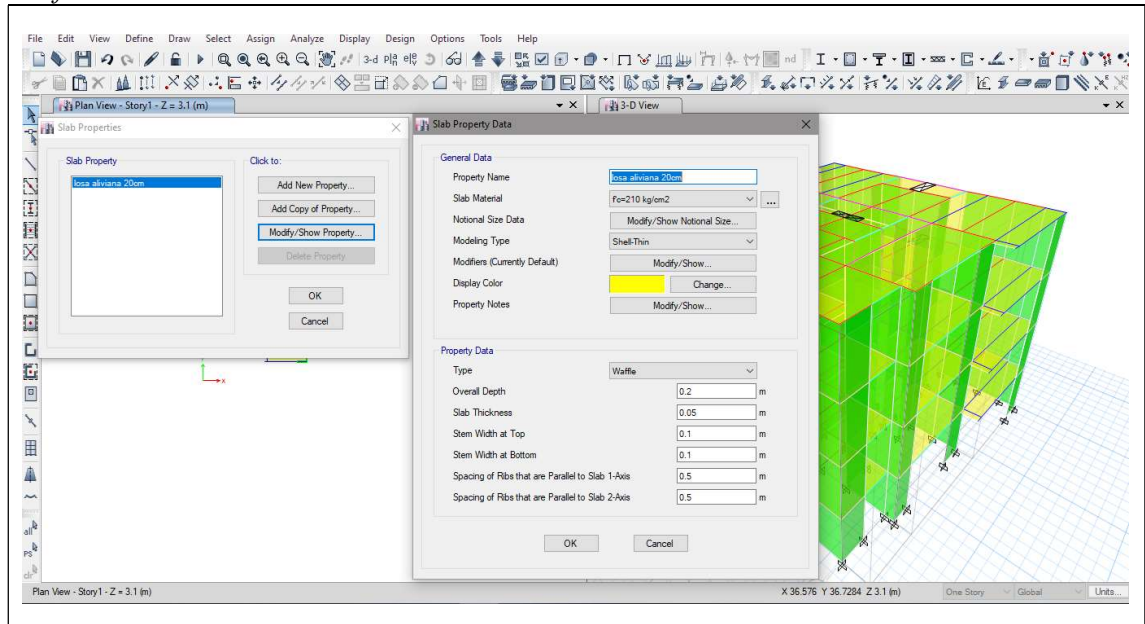 File Edit View Define Draw Select Assign Analyze Display Design Options Tools Help
3-d
nd
Plan View - Story1 - Z = 3.1 (m)
3-D View
Slab Properties
Slab Property
losa aliviana 20cm
Click to:
Add New Property...
Add Copy of Property...
Modify/Show Property...
Delete Property
OK
Cancel
Slab Property Data
General Data
Property Name losa aliviana 20cm
Slab Material f'c=210 kg/cm2 ...
Notional Size Data Modify/Show Notional Size...
Modeling Type Shell-Thin
Modifiers (Currently Default) Modify/Show...
Display Color Change...
Property Notes Modify/Show...
Property Data
Type Waffle
Overall Depth 0.2 m
Slab Thickness 0.05 m
Stem Width at Top 0.1 m
Stem Width at Bottom 0.1 m
Spacing of Ribs that are Parallel to Slab 1-Axis 0.5 m
Spacing of Ribs that are Parallel to Slab 2-Axis 0.5 m
OK Cancel
x
all
PS
clr
Plan View - Story1 - Z = 3.1 (m)
X 36.576 Y 36.7284 Z 3.1 (m) One Story Global Units...